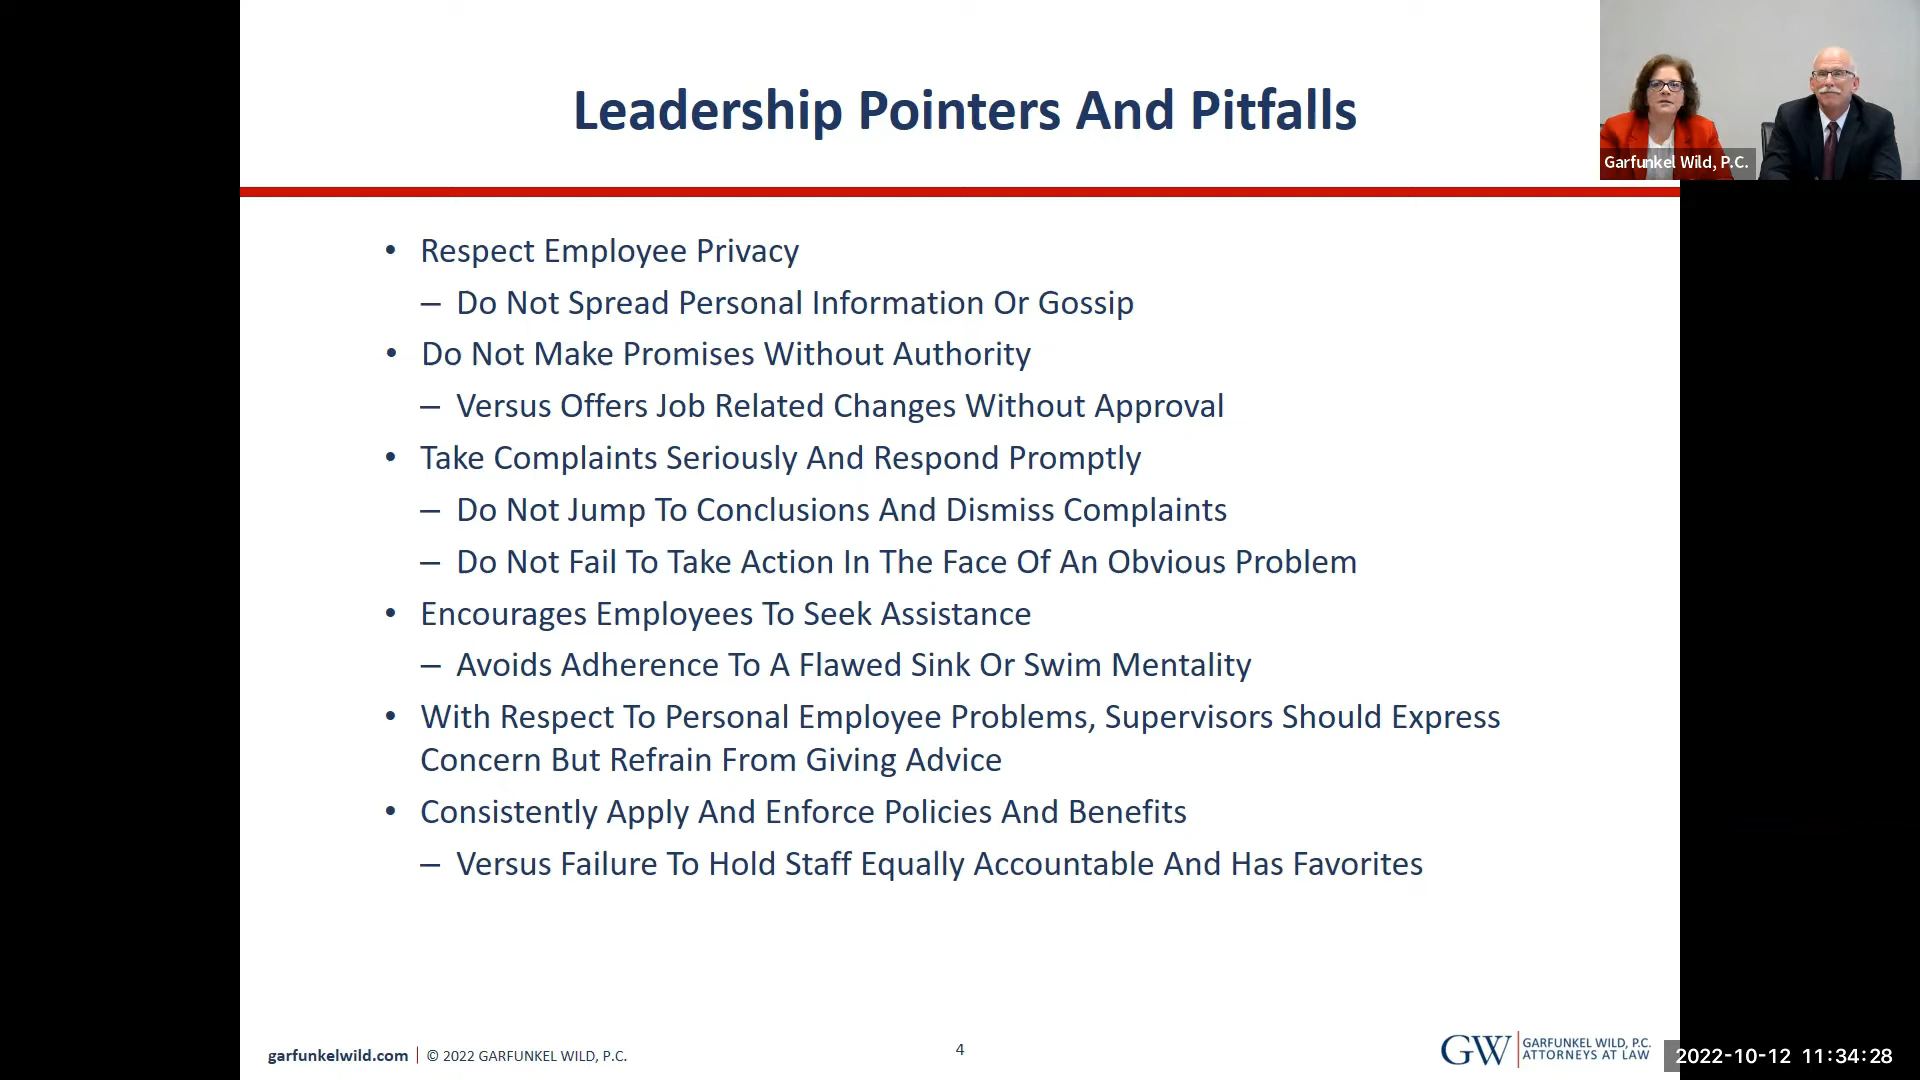 Leadership Pointers And Pitfalls
Garfunkel Wild, P.C.
• Respect Employee Privacy
– Do Not Spread Personal Information Or Gossip
• Do Not Make Promises Without Authority
– Versus Offers Job Related Changes Without Approval
• Take Complaints Seriously And Respond Promptly
– Do Not Jump To Conclusions And Dismiss Complaints
– Do Not Fail To Take Action In The Face Of An Obvious Problem
• Encourages Employees To Seek Assistance
– Avoids Adherence To A Flawed Sink Or Swim Mentality
• With Respect To Personal Employee Problems, Supervisors Should Express
Concern But Refrain From Giving Advice
• Consistently Apply And Enforce Policies And Benefits
– Versus Failure To Hold Staff Equally Accountable And Has Favorites
garfunkelwild.com | © 2022 GARFUNKEL WILD, P.C.
4
GW
GARFUNKEL WILD, P.C.
ATTORNEYS AT LAW
2022-10-12 11:34:28